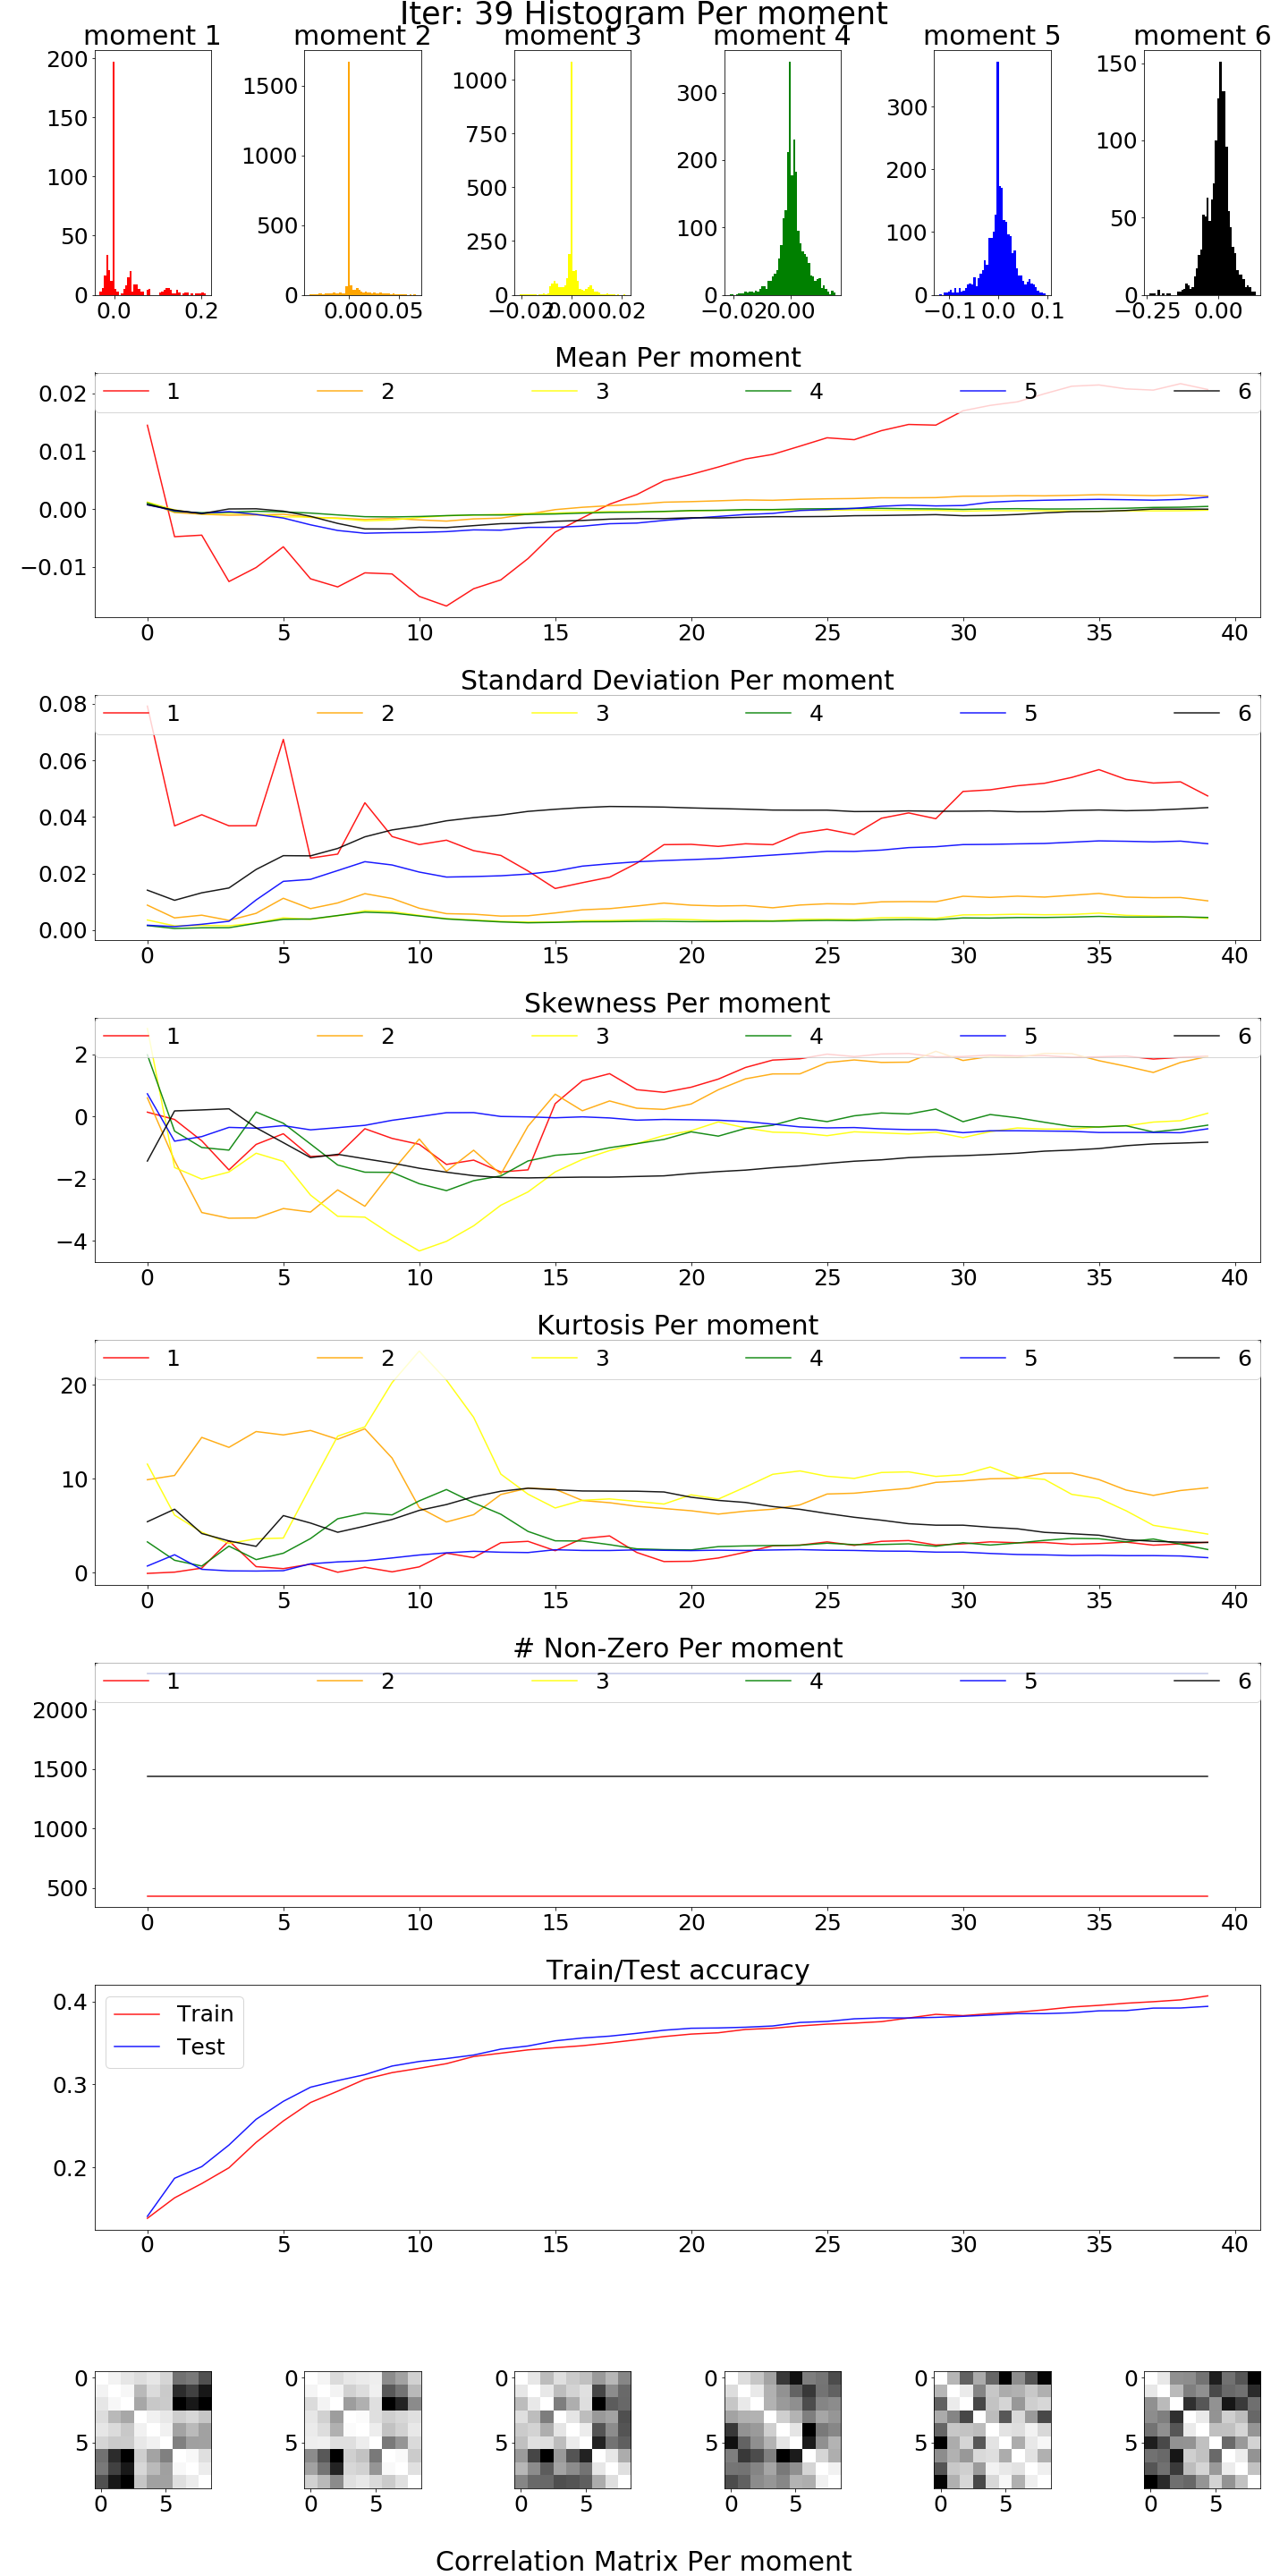 Iter: 39 Histogram Per moment
moment 1 moment 2 moment 3 moment 4 moment 5 moment 6
200 150 100 50 0
0.0 0.2
1500 1000 500 0
0.000 0.05
1000 750 500 250 0
−0.02 0.00 0.02
300 200 100 0
−0.02 0.00
300 200 100 0
−0.1 0.0 0.1
150 100 50 0
−0.25 0.00
Mean Per moment
1 2 3 4 5 6
0.02
0.01
0.00
−0.01
0 5 10 15 20 25 30 35 40
Standard Deviation Per moment
1 2 3 4 5 6
0.08
0.06
0.04
0.02
0.00
0 5 10 15 20 25 30 35 40
Skewness Per moment
1 2 3 4 5 6
2
0
−2
−4
0 5 10 15 20 25 30 35 40
Kurtosis Per moment
1 2 3 4 5 6
20
10
0
0 5 10 15 20 25 30 35 40
# Non-Zero Per moment
1 2 3 4 5 6
2000
1500
1000
500
0 5 10 15 20 25 30 35 40
Train/Test accuracy
Train
Test
0.4
0.3
0.2
0 5 10 15 20 25 30 35 40
0 0 0 0 0 0
5 5 5 5 5 5
0 5 0 5 0 5 0 5 0 5 0 5
Correlation Matrix Per moment